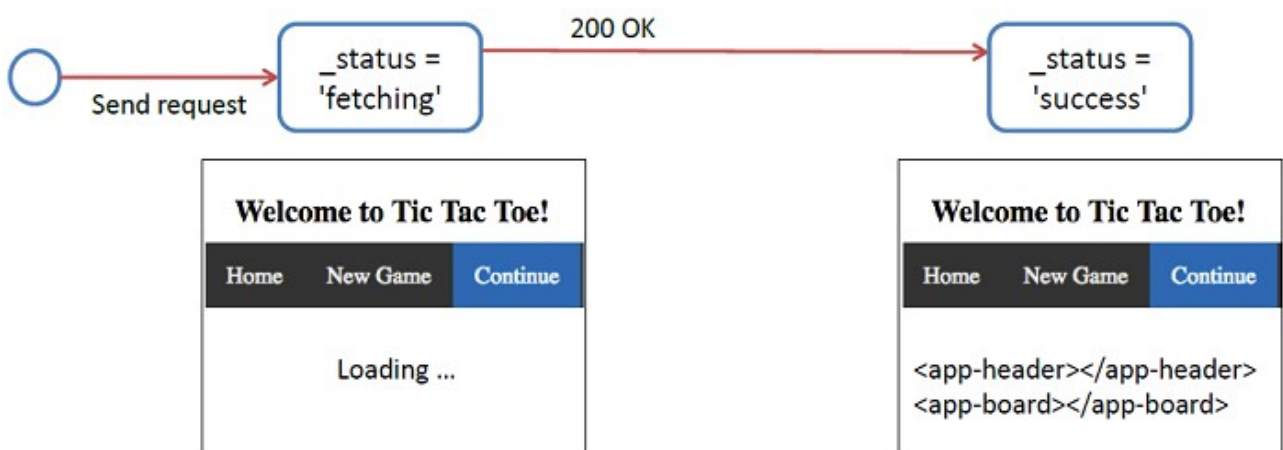 200 OK
_status =
'fetching'
_status =
'success'
Send request
Welcome to Tic Tac Toe!
Home New Game Continue
Loading ...
Welcome to Tic Tac Toe!
Home New Game Continue
<app-header></app-header>
<app-board></app-board>